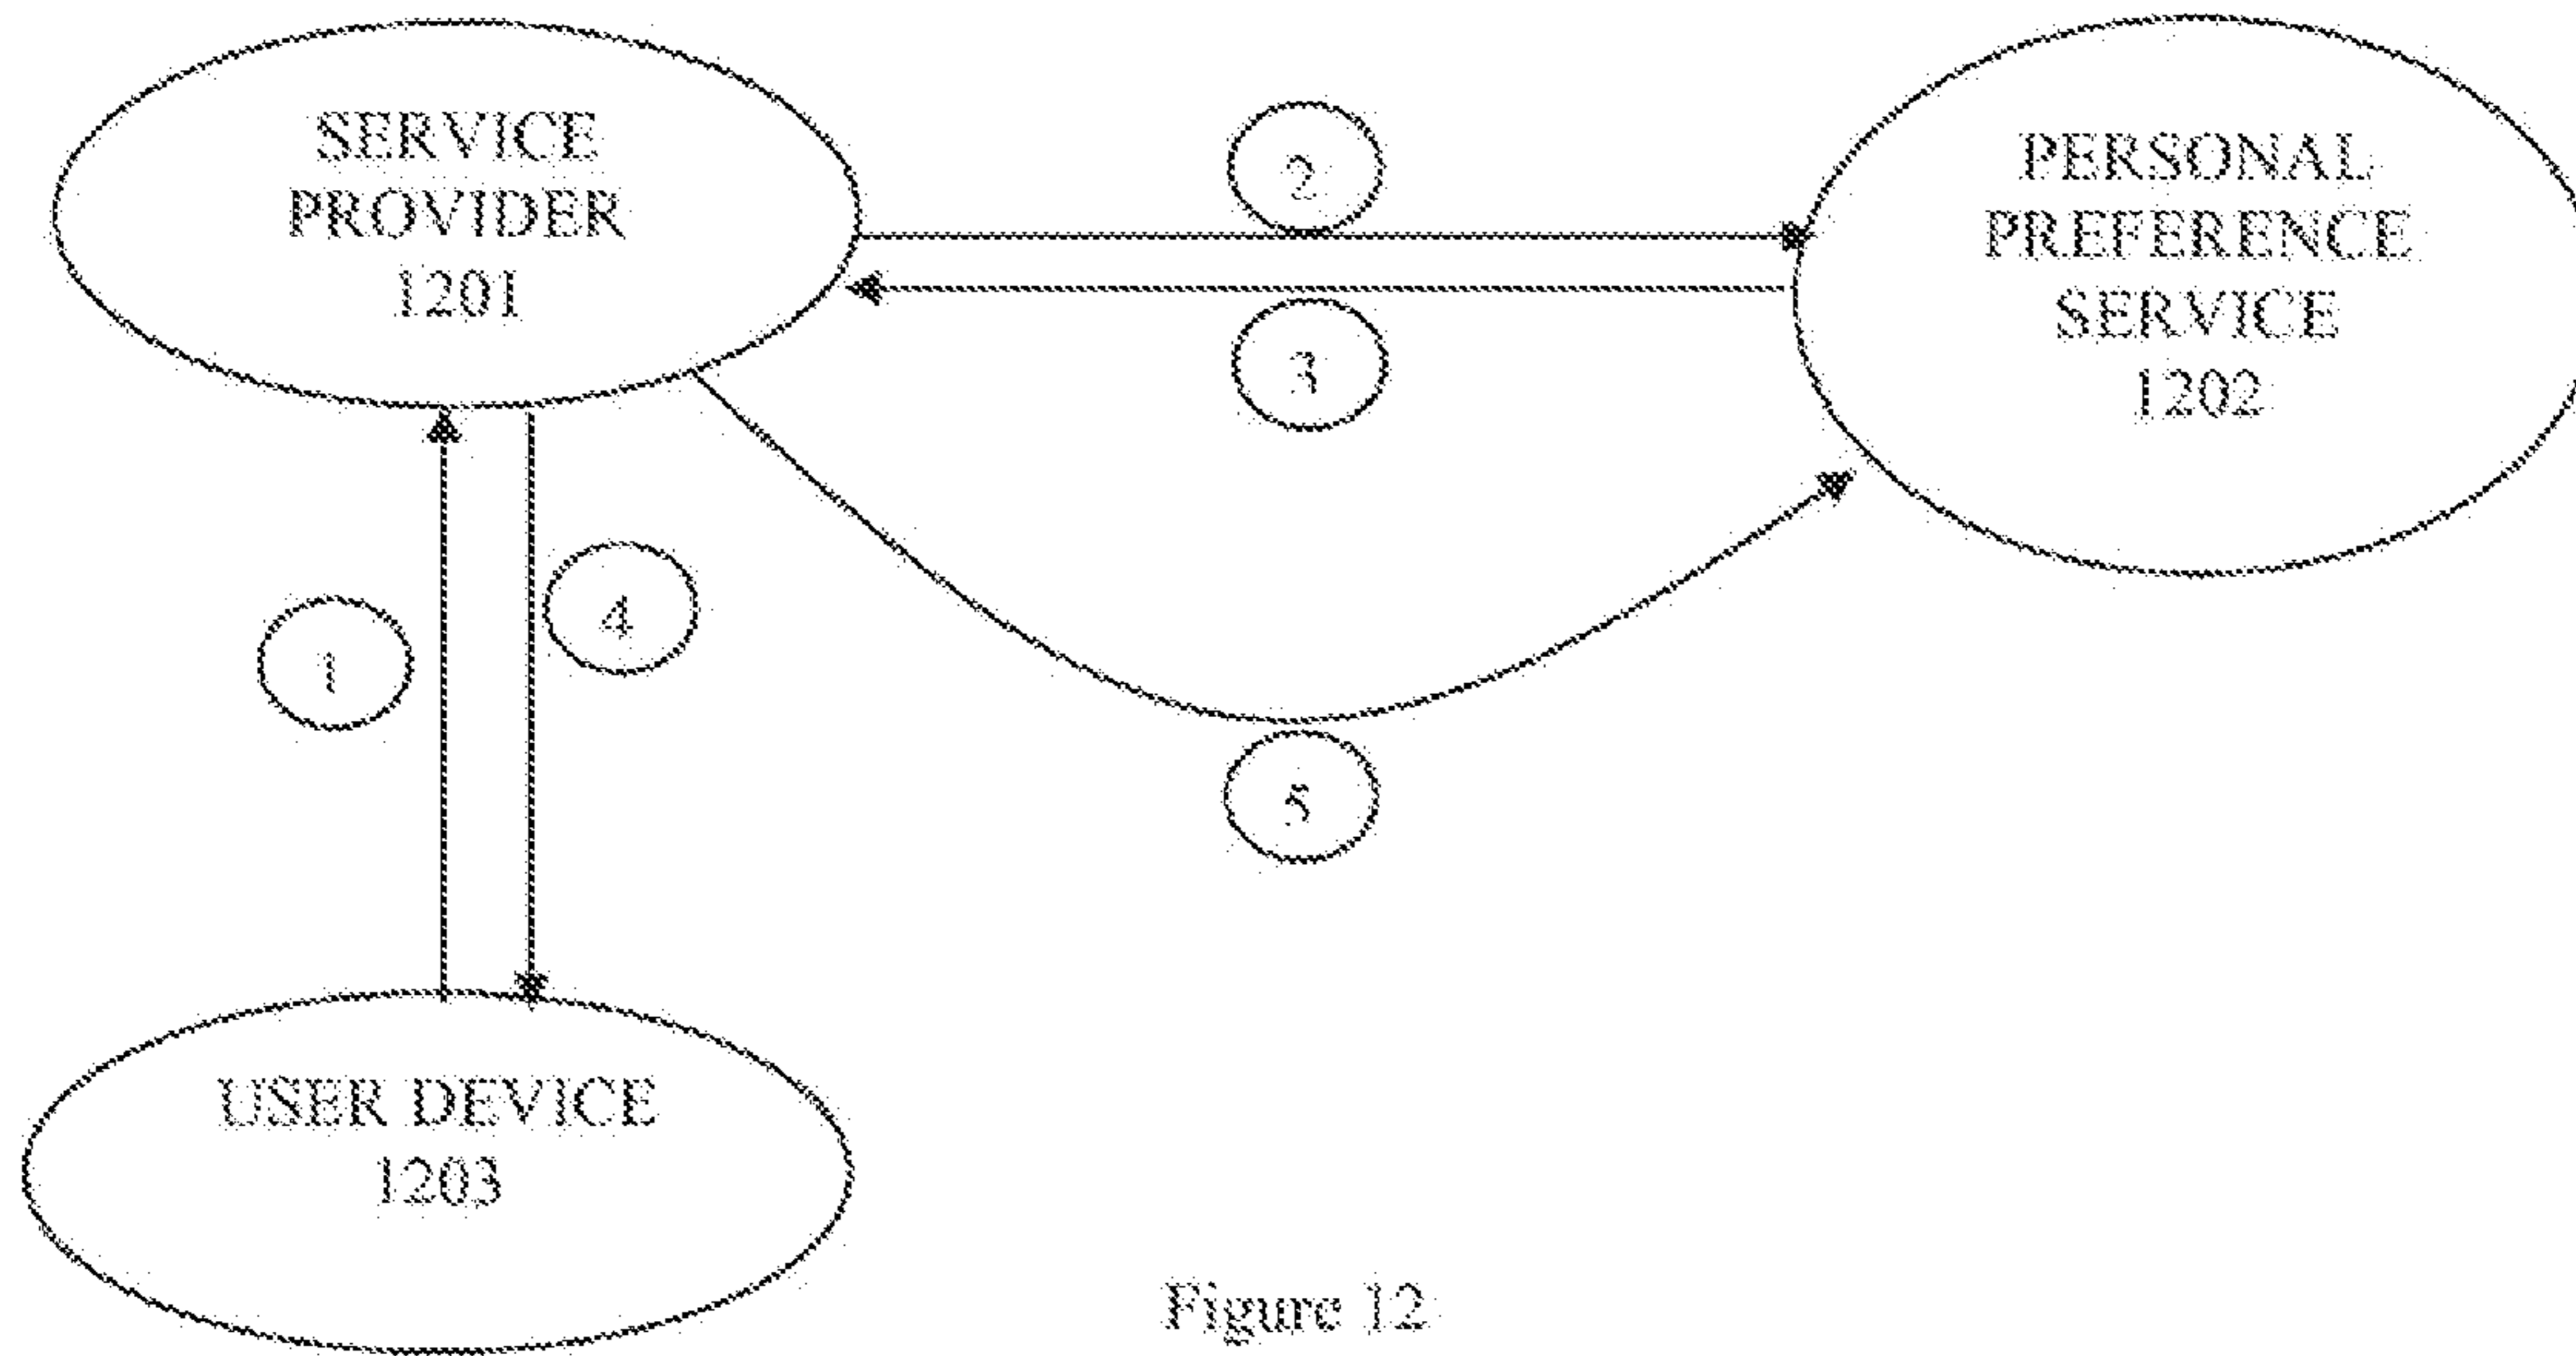 SERVICE
PROVIDER
1201
2
PERSONAL
PREFERENCE
SERVICE
1202
3
1
4
5
USER DEVICE
1203
Figure 12